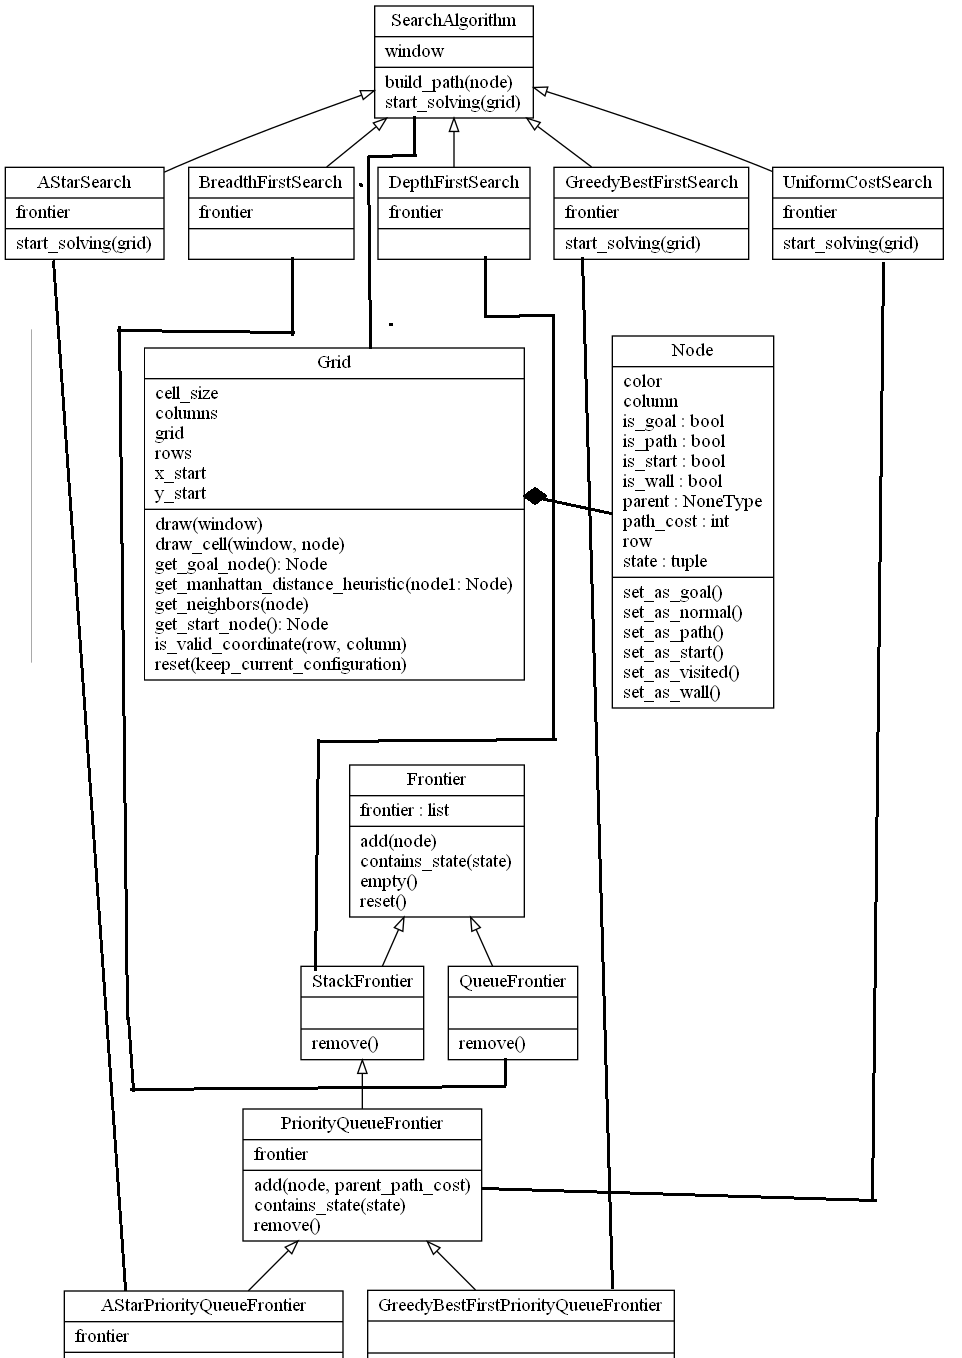 SearchAlgorithm
window
build_path(node)
start_solving(grid)
AStarSearch
frontier
start_solving(grid)
BreadthFirstSearch
frontier
DepthFirstSearch
frontier
GreedyBestFirstSearch
frontier
start_solving(grid)
UniformCostSearch
frontier
start_solving(grid)
Grid
cell_size
columns
grid
rows
x_start
y_start
draw(window)
draw_cell(window, node)
get_goal_node(): Node
get_manhattan_distance_heuristic(node1: Node)
get_neighbors(node)
get_start_node(): Node
is_valid_coordinate(row, column)
reset(keep_current_configuration)
Node
color
column
is_goal : bool
is_path : bool
is_start : bool
is_wall : bool
parent : NoneType
path_cost : int
row
state : tuple
set_as_goal()
set_as_normal()
set_as_path()
set_as_start()
set_as_visited()
set_as_wall()
Frontier
frontier : list
add(node)
contains_state(state)
empty()
reset()
StackFrontier
remove()
QueueFrontier
remove()
PriorityQueueFrontier
frontier
add(node, parent_path_cost)
contains_state(state)
remove()
AStarPriorityQueueFrontier
frontier
GreedyBestFirstPriorityQueueFrontier